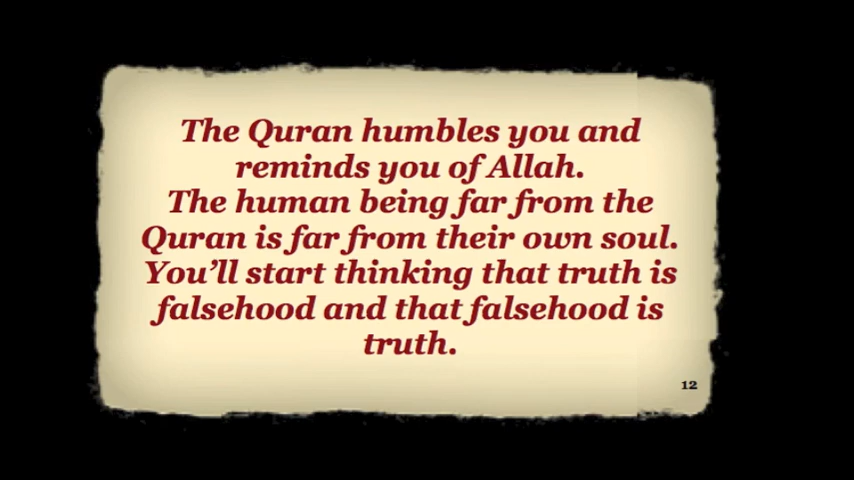 The Quran humbles you and
reminds you of Allah.
The human being far from the
Quran is far from their own soul.
You’ll start thinking that truth is
falsehood and that falsehood is
truth.
12